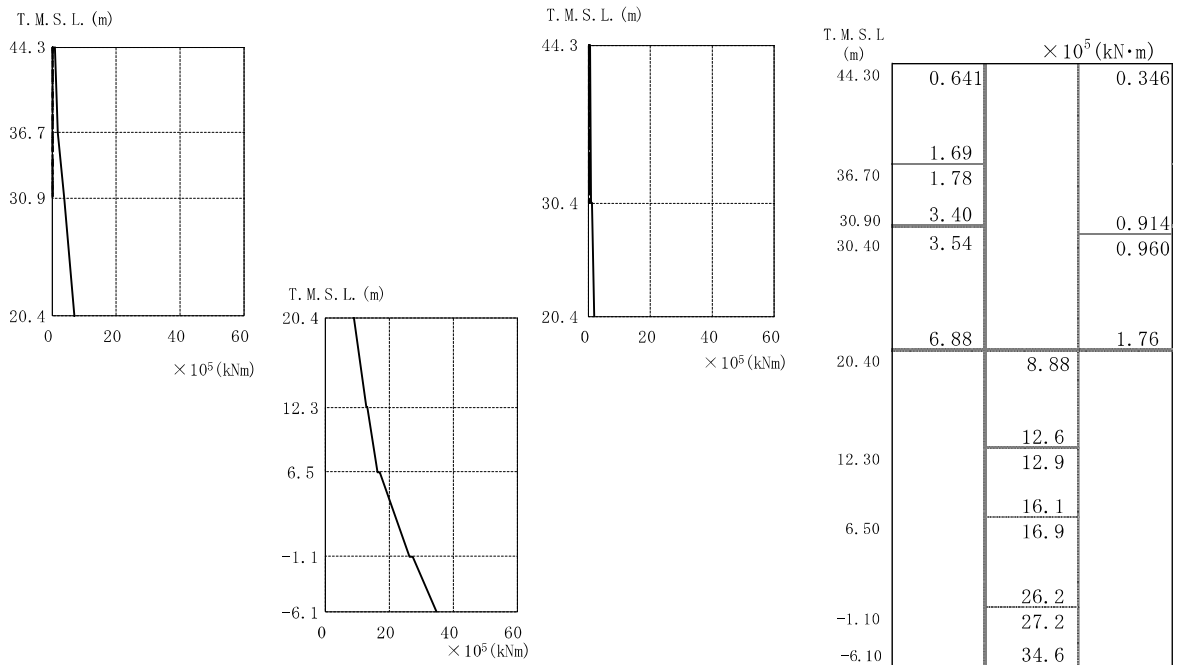 T.M.S.L.(m)
44.3
36.7
30.9
20.4
0 20 40 60
×10⁵(kNm)
T.M.S.L.(m)
20.4
12.3
6.5
-1.1
-6.1
0 20 40 60
×10⁵(kNm)
T.M.S.L.(m)
44.3
30.4
20.4
0 20 40 60
×10⁵(kNm)
T.M.S.L
(m)
×10⁵(kN・m)
44.30 0.641 0.346
1.69
36.70 1.78
30.90 3.40 0.914
30.40 3.54 0.960
6.88 1.76
20.40 8.88
12.6
12.30 12.9
16.1
6.50 16.9
26.2
-1.10 27.2
-6.10 34.6